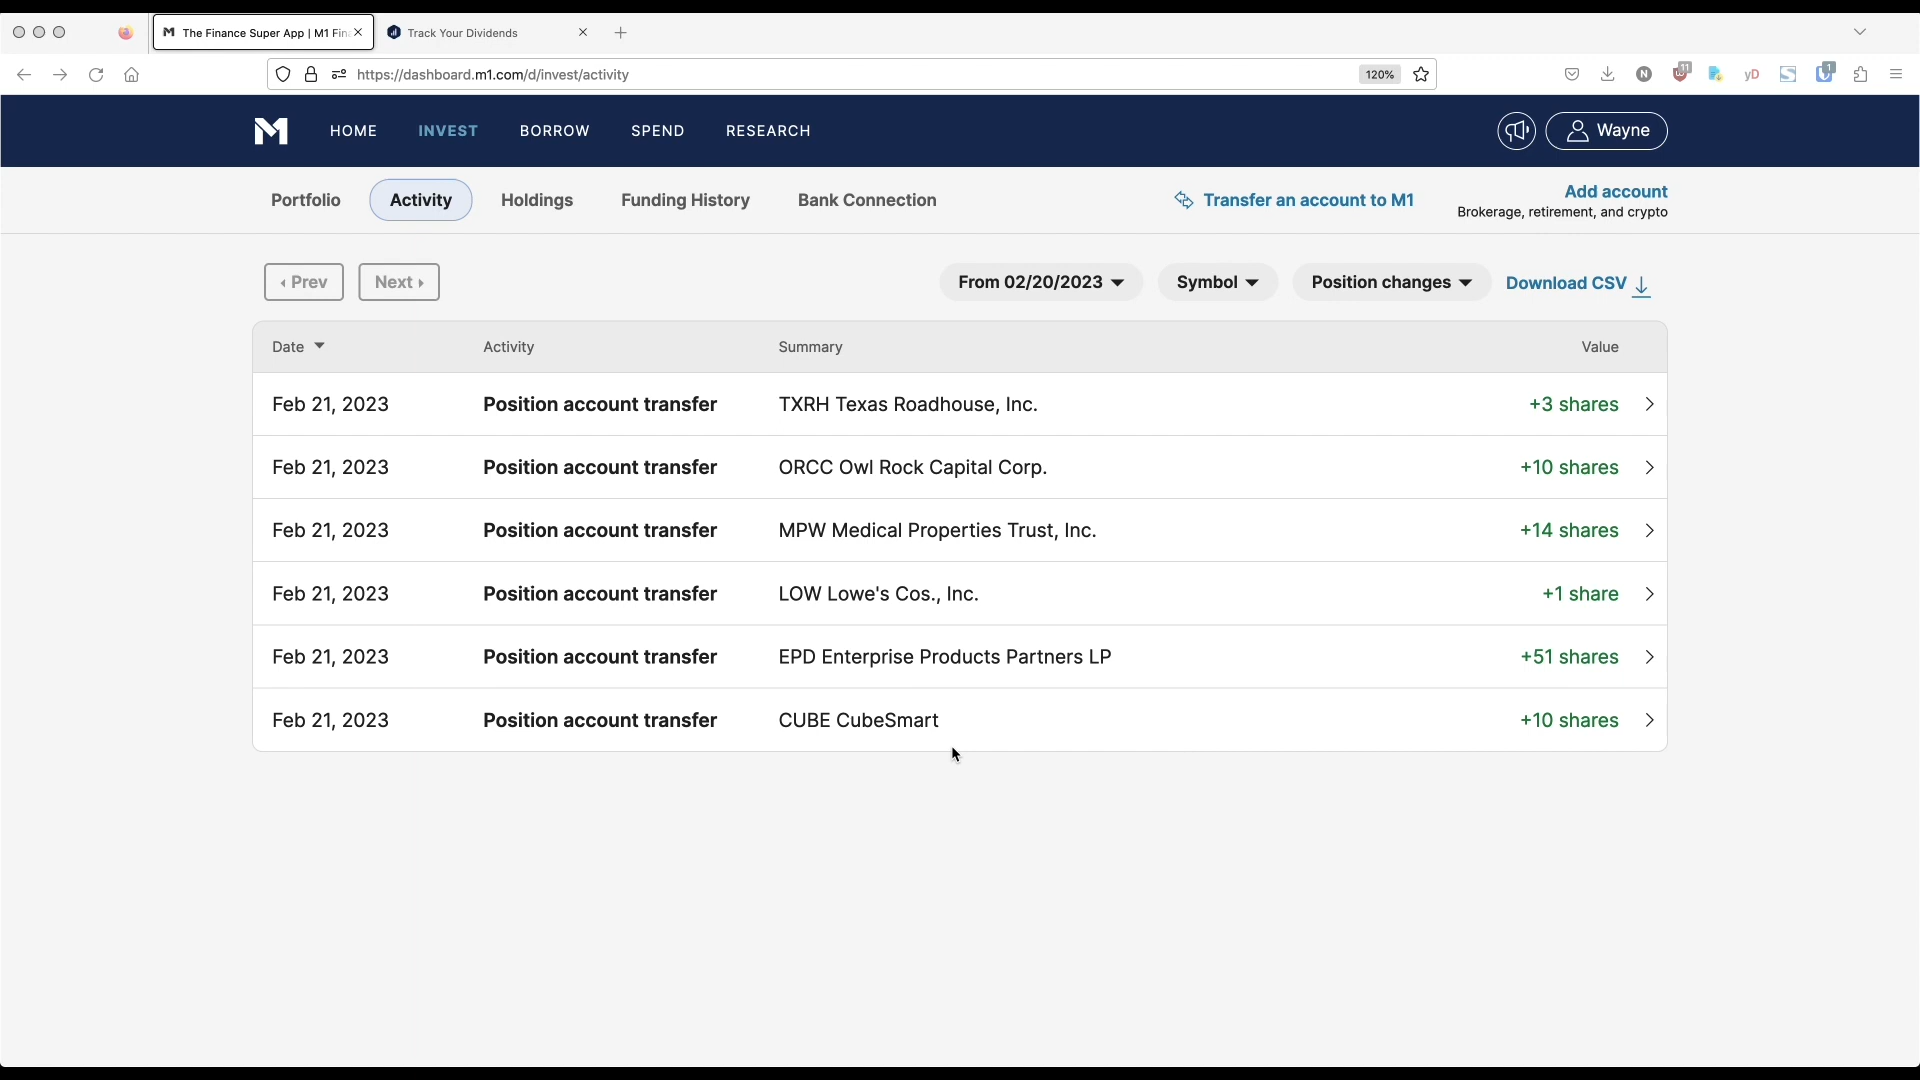 The Finance Super App | M1 Fin
Track Your Dividends
https://dashboard.m1.com/d/invest/activity
120%
N
11
yD
1
M1
HOME
INVEST
BORROW
SPEND
RESEARCH
Wayne
Portfolio
Activity
Holdings
Funding History
Bank Connection
Transfer an account to M1
Add account
Brokerage, retirement, and crypto
Prev
Next
From 02/20/2023
Symbol
Position changes
Download CSV
Date Activity Summary Value
Feb 21, 2023 Position account transfer TXRH Texas Roadhouse, Inc. +3 shares
Feb 21, 2023 Position account transfer ORCC Owl Rock Capital Corp. +10 shares
Feb 21, 2023 Position account transfer MPW Medical Properties Trust, Inc. +14 shares
Feb 21, 2023 Position account transfer LOW Lowe's Cos., Inc. +1 share
Feb 21, 2023 Position account transfer EPD Enterprise Products Partners LP +51 shares
Feb 21, 2023 Position account transfer CUBE CubeSmart +10 shares